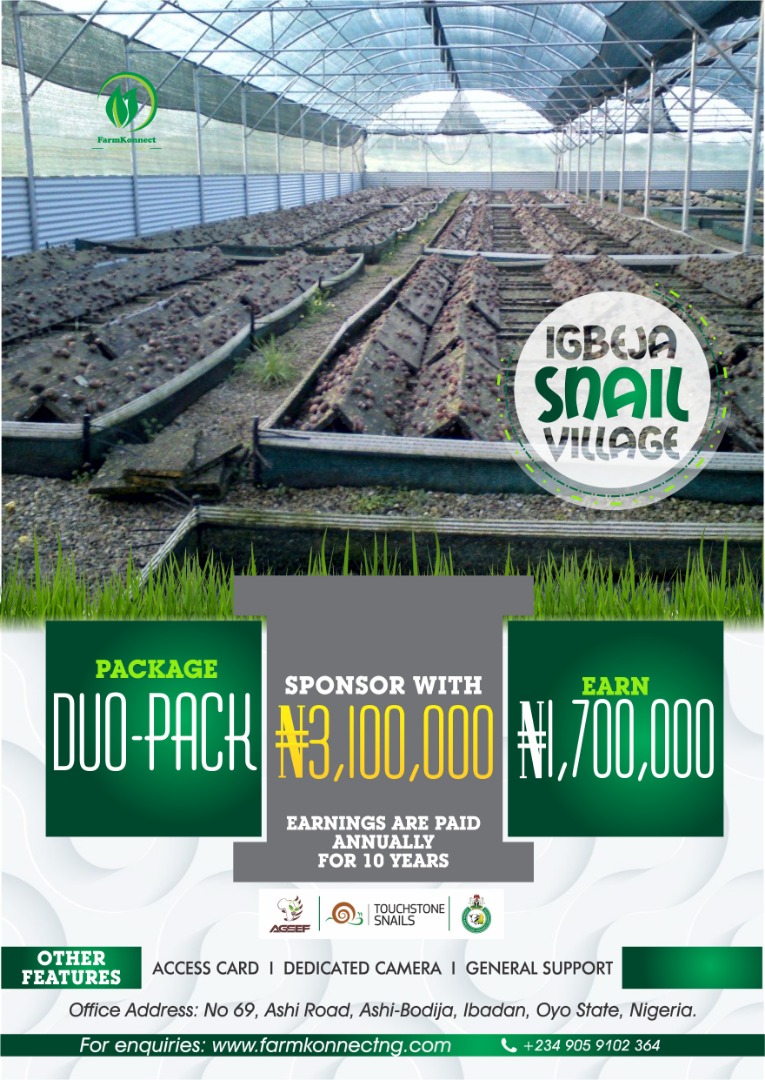 FarmKonnect
IGBEJA
SNAIL
VILLAGE
PACKAGE
DUO-PACK
SPONSOR WITH
₦3,100,000
EARNINGS ARE PAID
ANNUALLY
FOR 10 YEARS
EARN
₦1,700,000
AGEEF
TOUCHSTONE
SNAILS
OTHER
FEATURES
ACCESS CARD I DEDICATED CAMERA I GENERAL SUPPORT
Office Address: No 69, Ashi Road, Ashi-Bodija, Ibadan, Oyo State, Nigeria.
For enquiries: www.farmkonnectng.com +234 905 9102 364